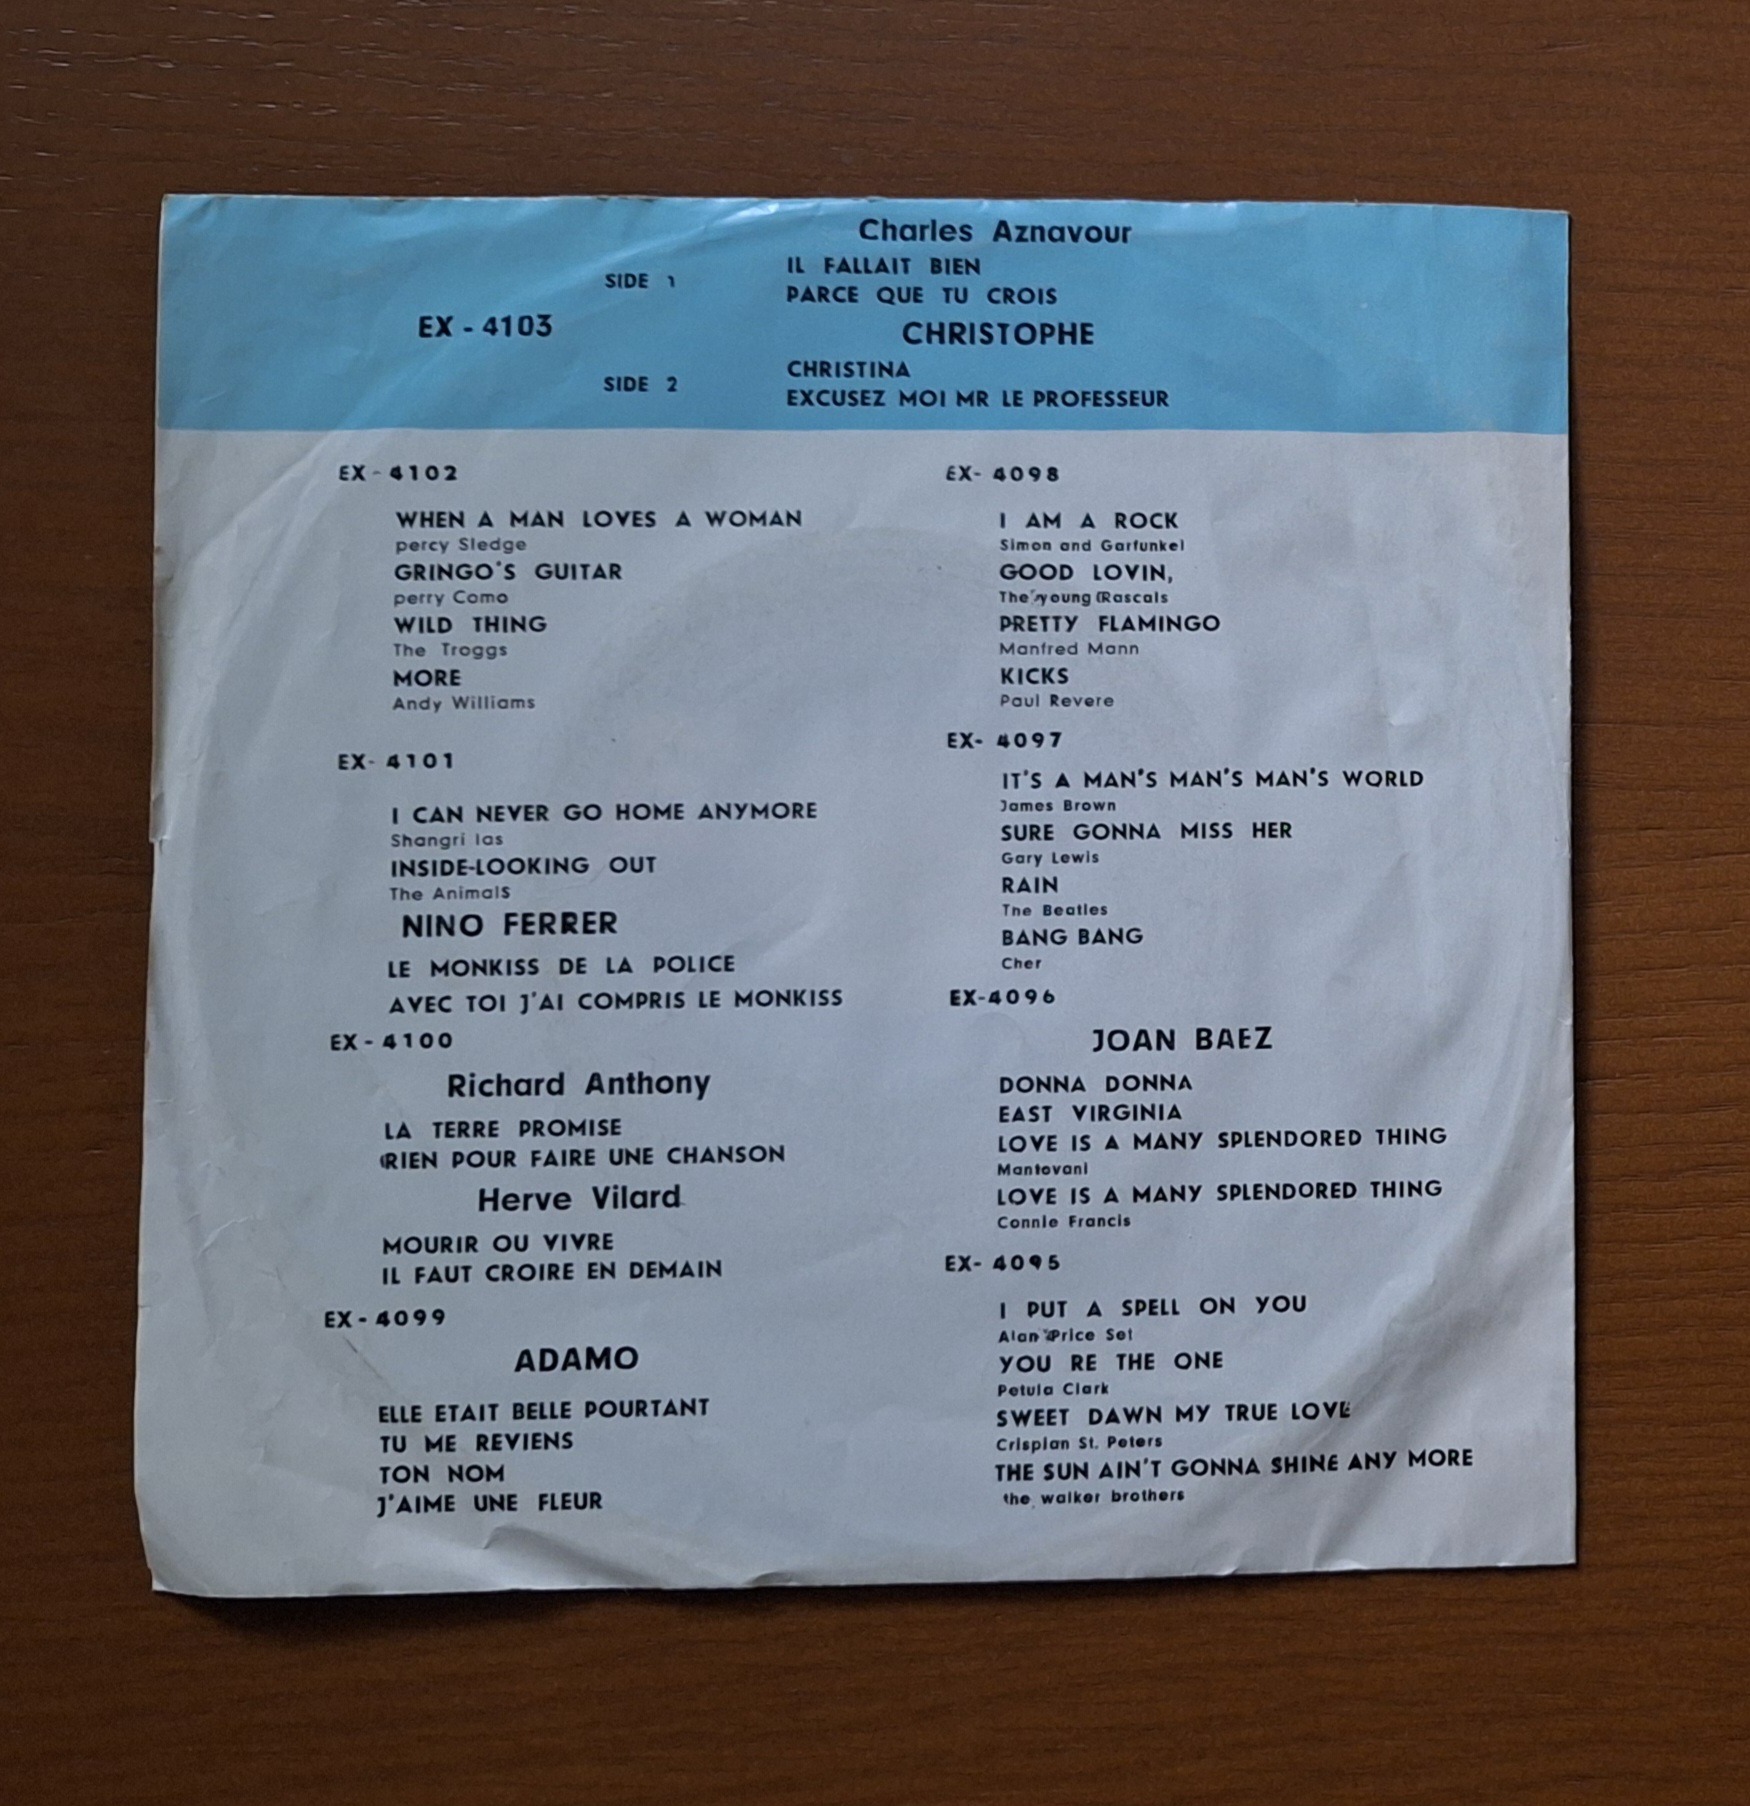 Charles Aznavour
SIDE 1
IL FALLAIT BIEN
PARCE QUE TU CROIS
EX - 4103
CHRISTOPHE
SIDE 2
CHRISTINA
EXCUSEZ MOI MR LE PROFESSEUR
EX - 4102
WHEN A MAN LOVES A WOMAN
percy Sledge
GRINGO'S GUITAR
perry Como
WILD THING
The Troggs
MORE
Andy Williams
EX- 4101
I CAN NEVER GO HOME ANYMORE
Shangri las
INSIDE-LOOKING OUT
The Animals
NINO FERRER
LE MONKISS DE LA POLICE
AVEC TOI J'AI COMPRIS LE MONKISS
EX - 4100
Richard Anthony
LA TERRE PROMISE
RIEN POUR FAIRE UNE CHANSON
Herve Vilard
MOURIR OU VIVRE
IL FAUT CROIRE EN DEMAIN
EX - 4099
ADAMO
ELLE ETAIT BELLE POURTANT
TU ME REVIENS
TON NOM
J'AIME UNE FLEUR
EX- 4098
I AM A ROCK
Simon and Garfunkel
GOOD LOVIN,
The young Rascals
PRETTY FLAMINGO
Manfred Mann
KICKS
Paul Revere
EX- 4097
IT'S A MAN'S MAN'S MAN'S WORLD
James Brown
SURE GONNA MISS HER
Gary Lewis
RAIN
The Beatles
BANG BANG
Cher
EX-4096
JOAN BAEZ
DONNA DONNA
EAST VIRGINIA
LOVE IS A MANY SPLENDORED THING
Mantovani
LOVE IS A MANY SPLENDORED THING
Connie Francis
EX- 4095
I PUT A SPELL ON YOU
Alan Price Set
YOU RE THE ONE
Petula Clark
SWEET DAWN MY TRUE LOVE
Crispian St. Peters
THE SUN AIN'T GONNA SHINE ANY MORE
the walker brothers